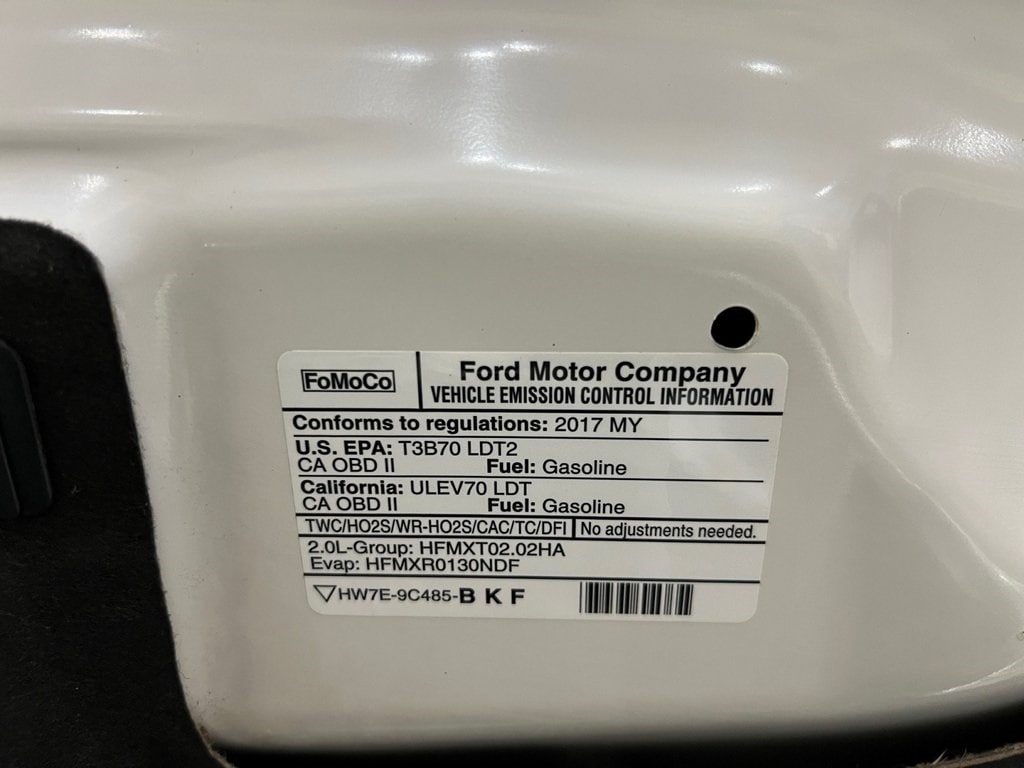 FoMoCo
Ford Motor Company
VEHICLE EMISSION CONTROL INFORMATION
Conforms to regulations: 2017 MY
U.S. EPA: T3B70 LDT2
CA OBD II Fuel: Gasoline
California: ULEV70 LDT
CA OBD II Fuel: Gasoline
TWC/HO2S/WR-HO2S/CAC/TC/DFI No adjustments needed.
2.0L-Group: HFMXT02.02HA
Evap: HFMXR0130NDF
HW7E-9C485-B K F